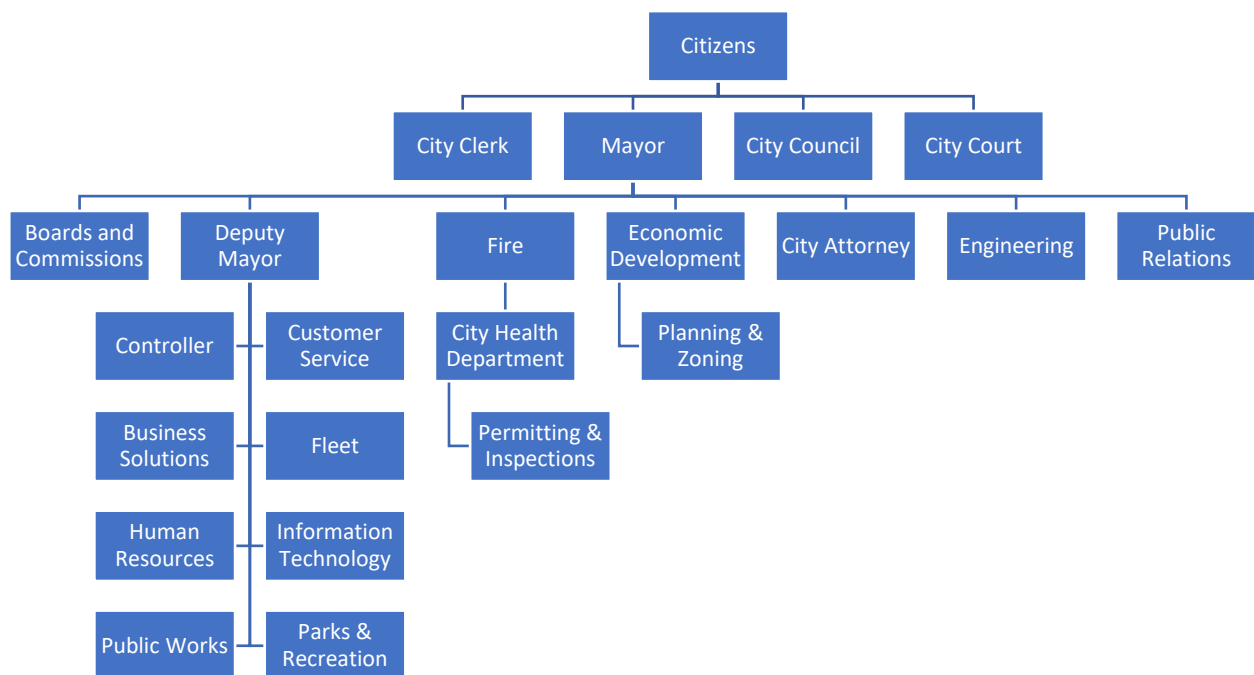 Citizens
City Clerk
Mayor
City Council
City Court
Boards and
Commissions
Deputy
Mayor
Fire
Economic
Development
City Attorney
Engineering
Public
Relations
Controller
Customer
Service
City Health
Department
Planning &
Zoning
Business
Solutions
Fleet
Permitting &
Inspections
Human
Resources
Information
Technology
Public Works
Parks &
Recreation